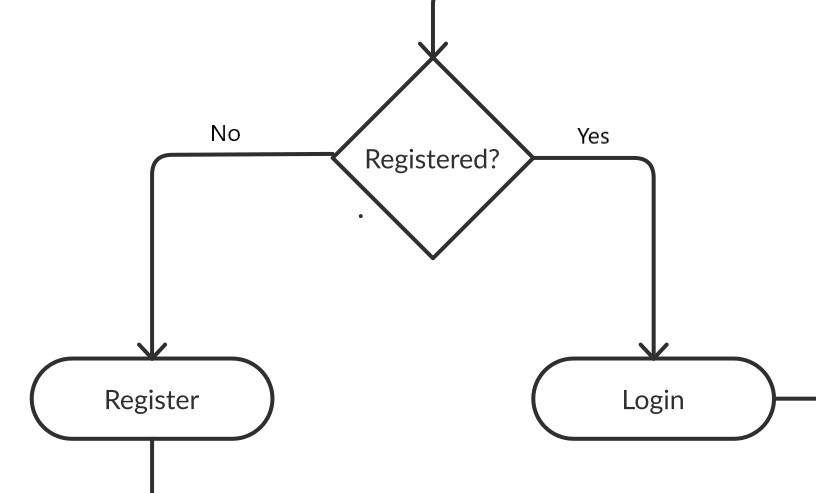 No
Yes
Registered?
Register
Login